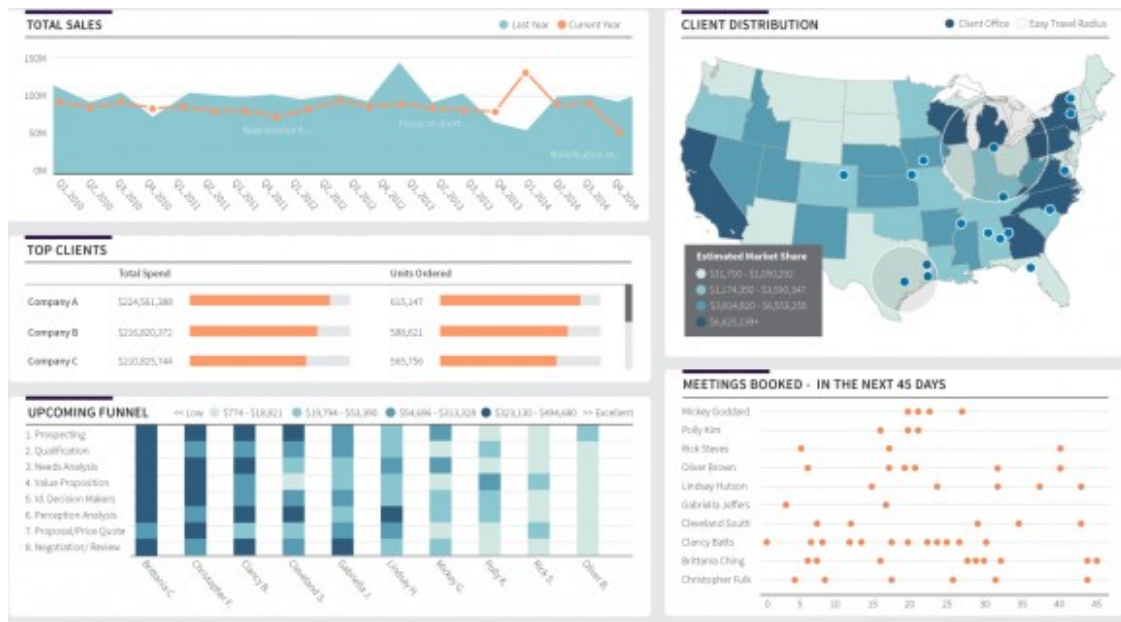 TOTAL SALES
Last Year Current Year
150M
100M
50M
0M
New director h...
Focus on short...
Q1, 2010 Q2, 2010 Q3, 2010 Q4, 2010 Q1, 2011 Q2, 2011 Q3, 2011 Q4, 2011 Q1, 2012 Q2, 2012 Q3, 2012 Q4, 2012 Q1, 2013 Q2, 2013 Q3, 2013 Q4, 2013 Q1, 2014 Q2, 2014 Q3, 2014 Q4, 2014
TOP CLIENTS
Total Spend Units Ordered
Company A $224,561,388 615,147
Company B $216,820,372 588,621
Company C $210,825,744 565,756
UPCOMING FUNNEL
<< Low $774 - $18,921 $19,794 - $53,390 $54,696 - $313,328 $323,130 - $494,680 >> Excellent
1. Prospecting
2. Qualification
3. Needs Analysis
4. Value Proposition
5. Id. Decision Makers
6. Perception Analysis
7. Proposal/Price Quote
8. Negotiation/ Review
Brittania C. Christopher F. Clancy B. Cleveland S. Gabriella J. Lindsay H. Mickey G. Polly K. Rick S. Oliver B.
CLIENT DISTRIBUTION
Client Office Easy Travel Radius
Estimated Market Share
MEETINGS BOOKED - IN THE NEXT 45 DAYS
Mickey Goddard
Polly Kim
Rick Steves
Oliver Brown
Lindsay Hutson
Gabriella Jeffers
Cleveland South
Clancy Batts
Brittania Ching
Christopher Fulk
0 5 10 15 20 25 30 35 40 45